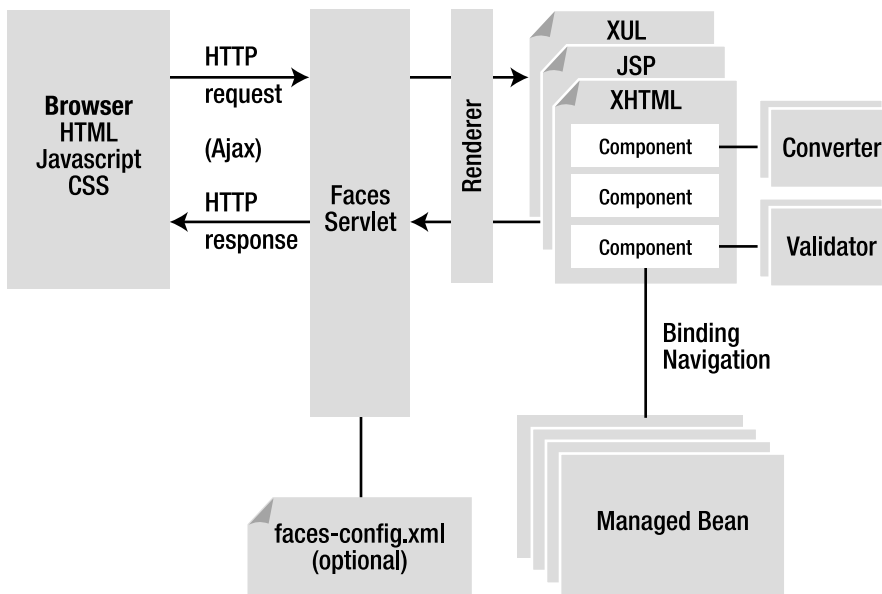 Browser
HTML
Javascript
CSS
HTTP
request
(Ajax)
HTTP
response
Faces
Servlet
Renderer
XUL
JSP
XHTML
Component
Component
Component
Converter
Validator
Binding
Navigation
faces-config.xml
(optional)
Managed Bean